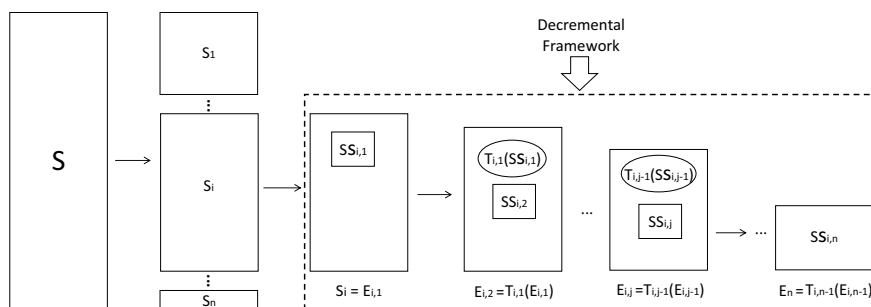 Decremental
Framework
S
S1
Si
Sn
SSi,1
Ti,1(SSi,1)
SSi,2
...
Ti,j-1(SSi,j-1)
SSi,j
...
SSi,n
Si = Ei,1
Ei,2 =Ti,1(Ei,1)
Ei,j =Ti,j-1(Ei,j-1)
En = Ti,n-1(Ei,n-1)